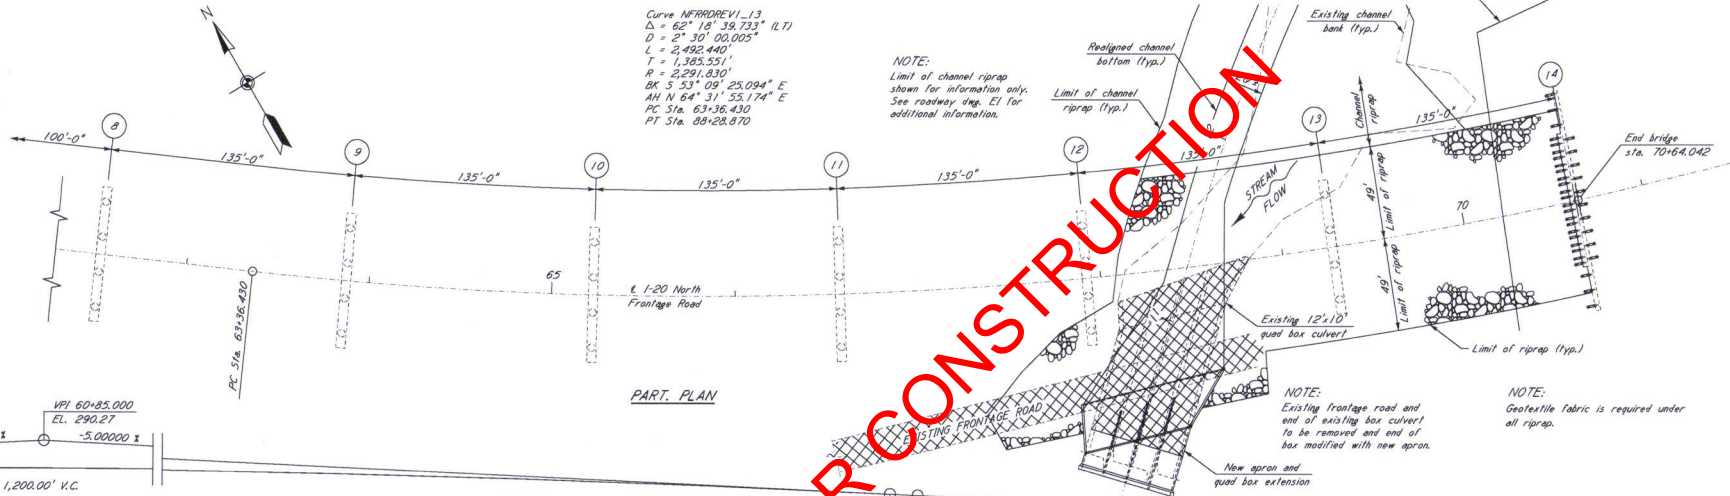 N
Curve NFRRDREV1_13
Δ = 62° 18' 39.733" (LT)
D = 2° 30' 00.005"
L = 2,492.440'
T = 1,385.551'
R = 2,291.830'
BK S 53° 09' 25.094" E
AH N 64° 31' 55.174" E
PC Sta. 63+36.430
PT Sta. 88+28.870
NOTE:
Limit of channel riprap
shown for information only.
See roadway dwg. E1 for
additional information.
Realigned channel
bottom (typ.)
Limit of channel
riprap (typ.)
Existing channel
bank (typ.)
Channel
riprap
8
9
10
11
12
13
14
100'-0"
135'-0"
135'-0"
135'-0"
135'-0"
135'-0"
End bridge
sta. 70+64.042
STREAM
FLOW
49'
Limit of riprap
49'
Limit of riprap
70
65
℄ I-20 North
Frontage Road
PC Sta. 63+36.430
Existing 12'x10'
quad box culvert
Limit of riprap (typ.)
PART. PLAN
EXISTING FRONTAGE ROAD
NOTE:
Existing frontage road and
end of existing box culvert
to be removed and end of
box modified with new apron.
NOTE:
Geotextile fabric is required under
all riprap.
New apron and
quad box extension
VPI 60+85.000
EL. 290.27
%
-5.00000 %
1,200.00' V.C.
R CONSTRUCTION